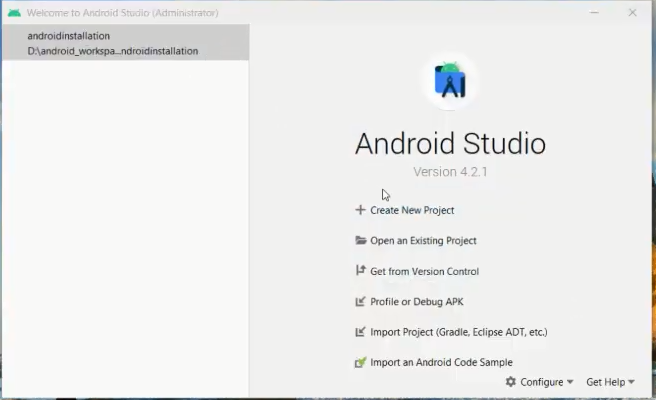 Welcome to Android Studio (Administrator)
androidinstallation
D:\android_workspa...ndroidinstallation
Android Studio
Version 4.2.1
Create New Project
Open an Existing Project
Get from Version Control
Profile or Debug APK
Import Project (Gradle, Eclipse ADT, etc.)
Import an Android Code Sample
Configure
Get Help